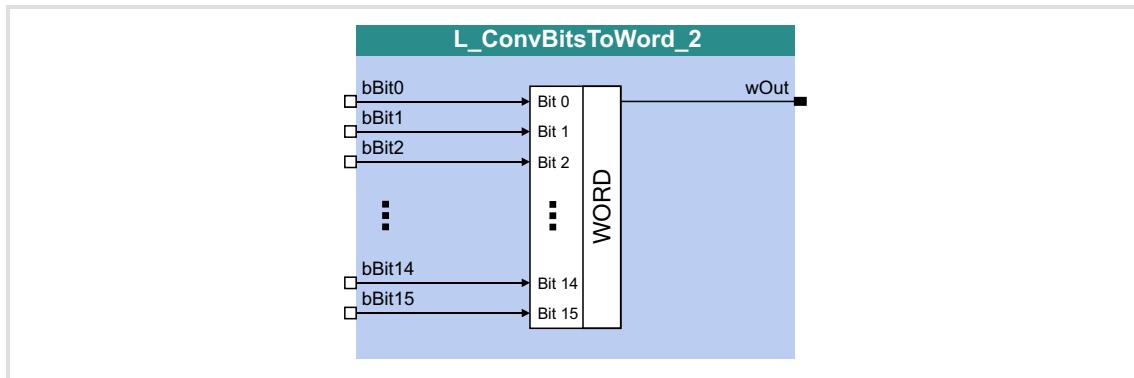 L_ConvBitsToWord_2
bBit0
Bit 0
wOut
bBit1
Bit 1
bBit2
Bit 2
WORD
bBit14
Bit 14
bBit15
Bit 15